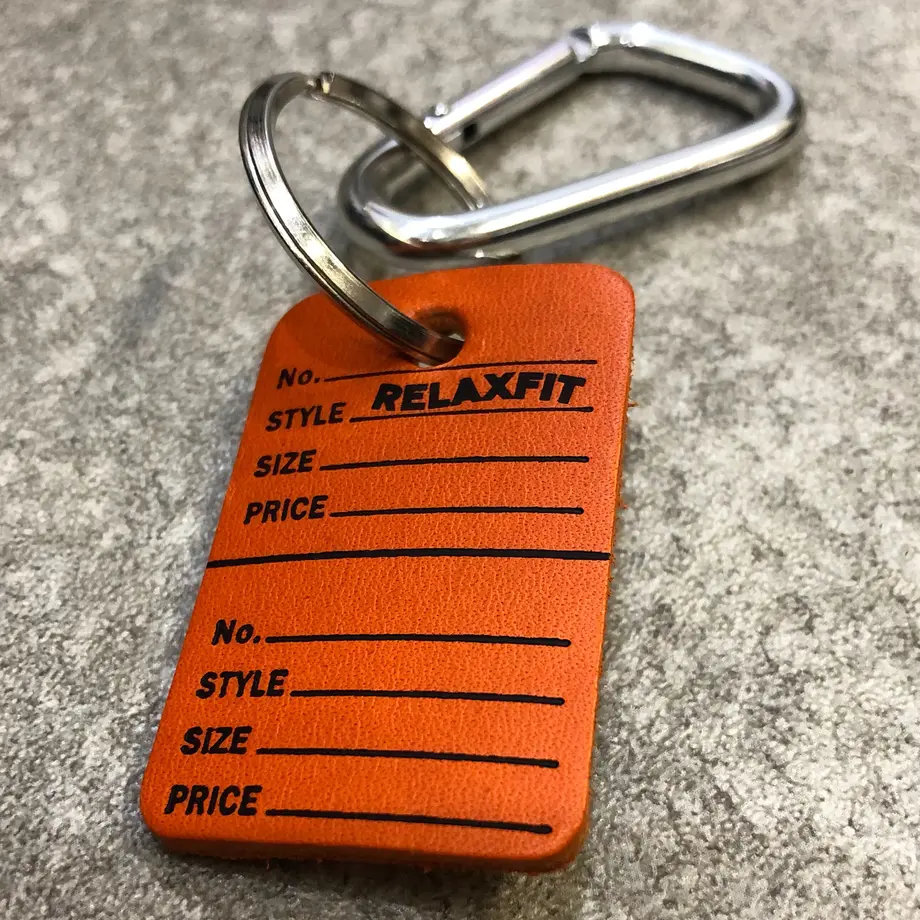 No.
STYLE RELAXFIT
SIZE
PRICE
No.
STYLE
SIZE
PRICE